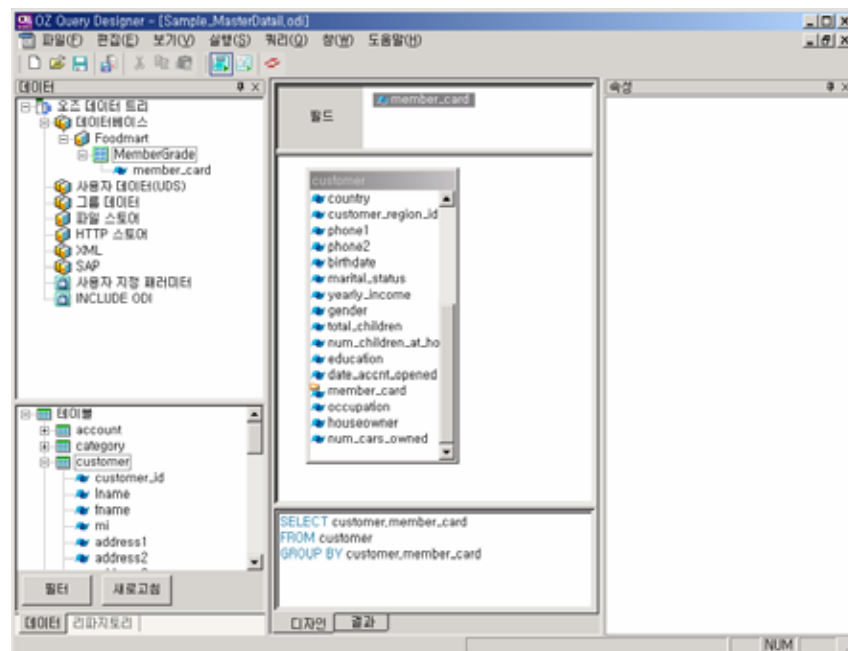 OZ Query Designer - [Sample_MasterDatail.odi]
파일(F) 편집(E) 보기(V) 실행(S) 쿼리(Q) 창(W) 도움말(H)
데이터
오즈 데이터 트리
데이터베이스
Foodmart
MemberGrade
member_card
사용자 데이터(UDS)
그룹 데이터
파일 스토어
HTTP 스토어
XML
SAP
사용자 지정 패러미터
INCLUDE ODI
테이블
account
category
customer
customer_id
lname
fname
mi
address1
address2
필터 새로고침
데이터 리파지토리
필드
member_card
customer
country
customer_region_id
phone1
phone2
birthdate
marital_status
yearly_income
gender
total_children
num_children_at_ho
education
date_accnt_opened
member_card
occupation
houseowner
num_cars_owned
SELECT customer.member_card
FROM customer
GROUP BY customer.member_card
디자인 결과
속성
NUM